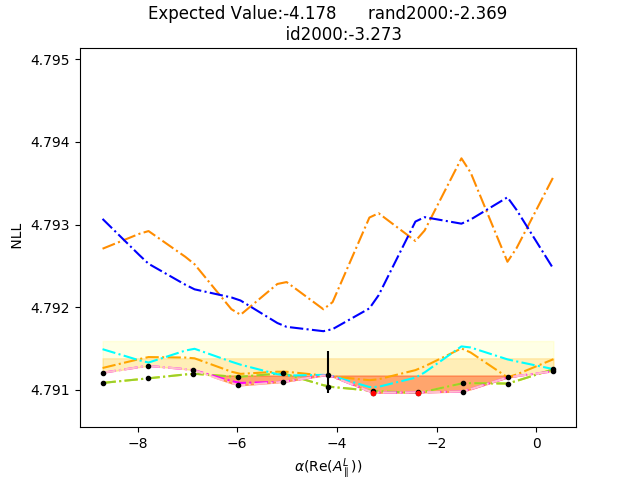 Expected Value:-4.178 rand2000:-2.369
id2000:-3.273
4.795
4.794
4.793
4.792
4.791
NLL
−8 −6 −4 −2 0
α(Re(A_∥^L))